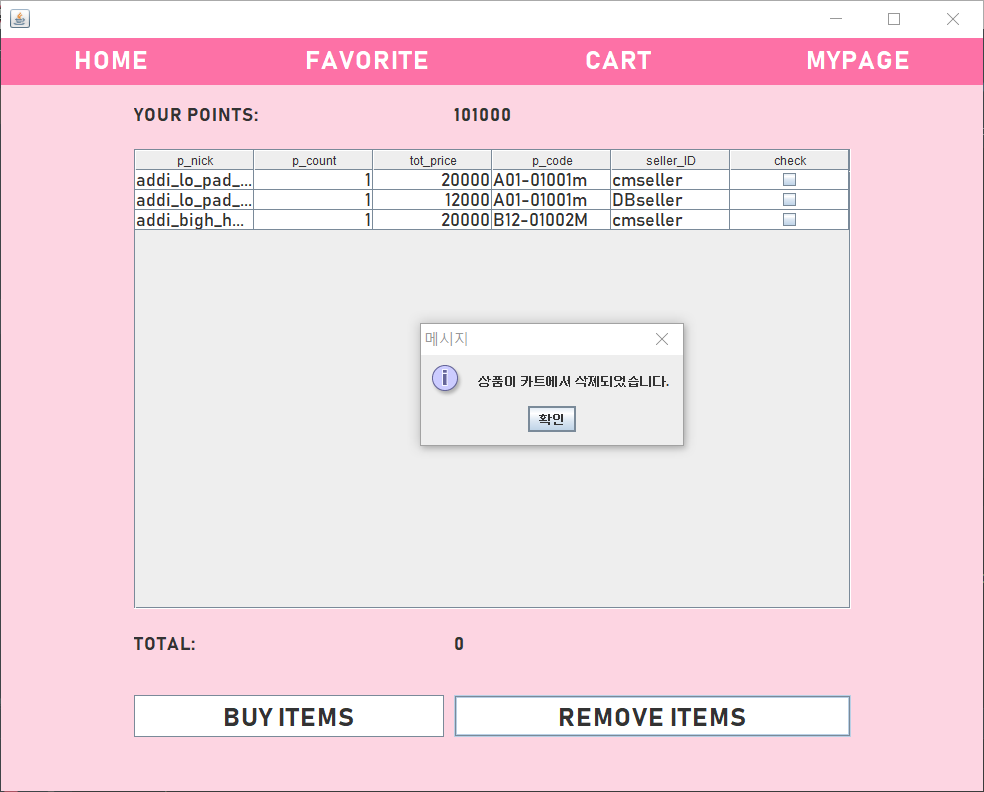 HOME FAVORITE CART MYPAGE
YOUR POINTS: 101000
p_nick p_count tot_price p_code seller_ID check
addi_lo_pad_... 1 20000 A01-01001m cmseller
addi_lo_pad_... 1 12000 A01-01001m DBseller
addi_bigh_h... 1 20000 B12-01002M cmseller
메시지
상품이 카트에서 삭제되었습니다.
확인
TOTAL: 0
BUY ITEMS REMOVE ITEMS